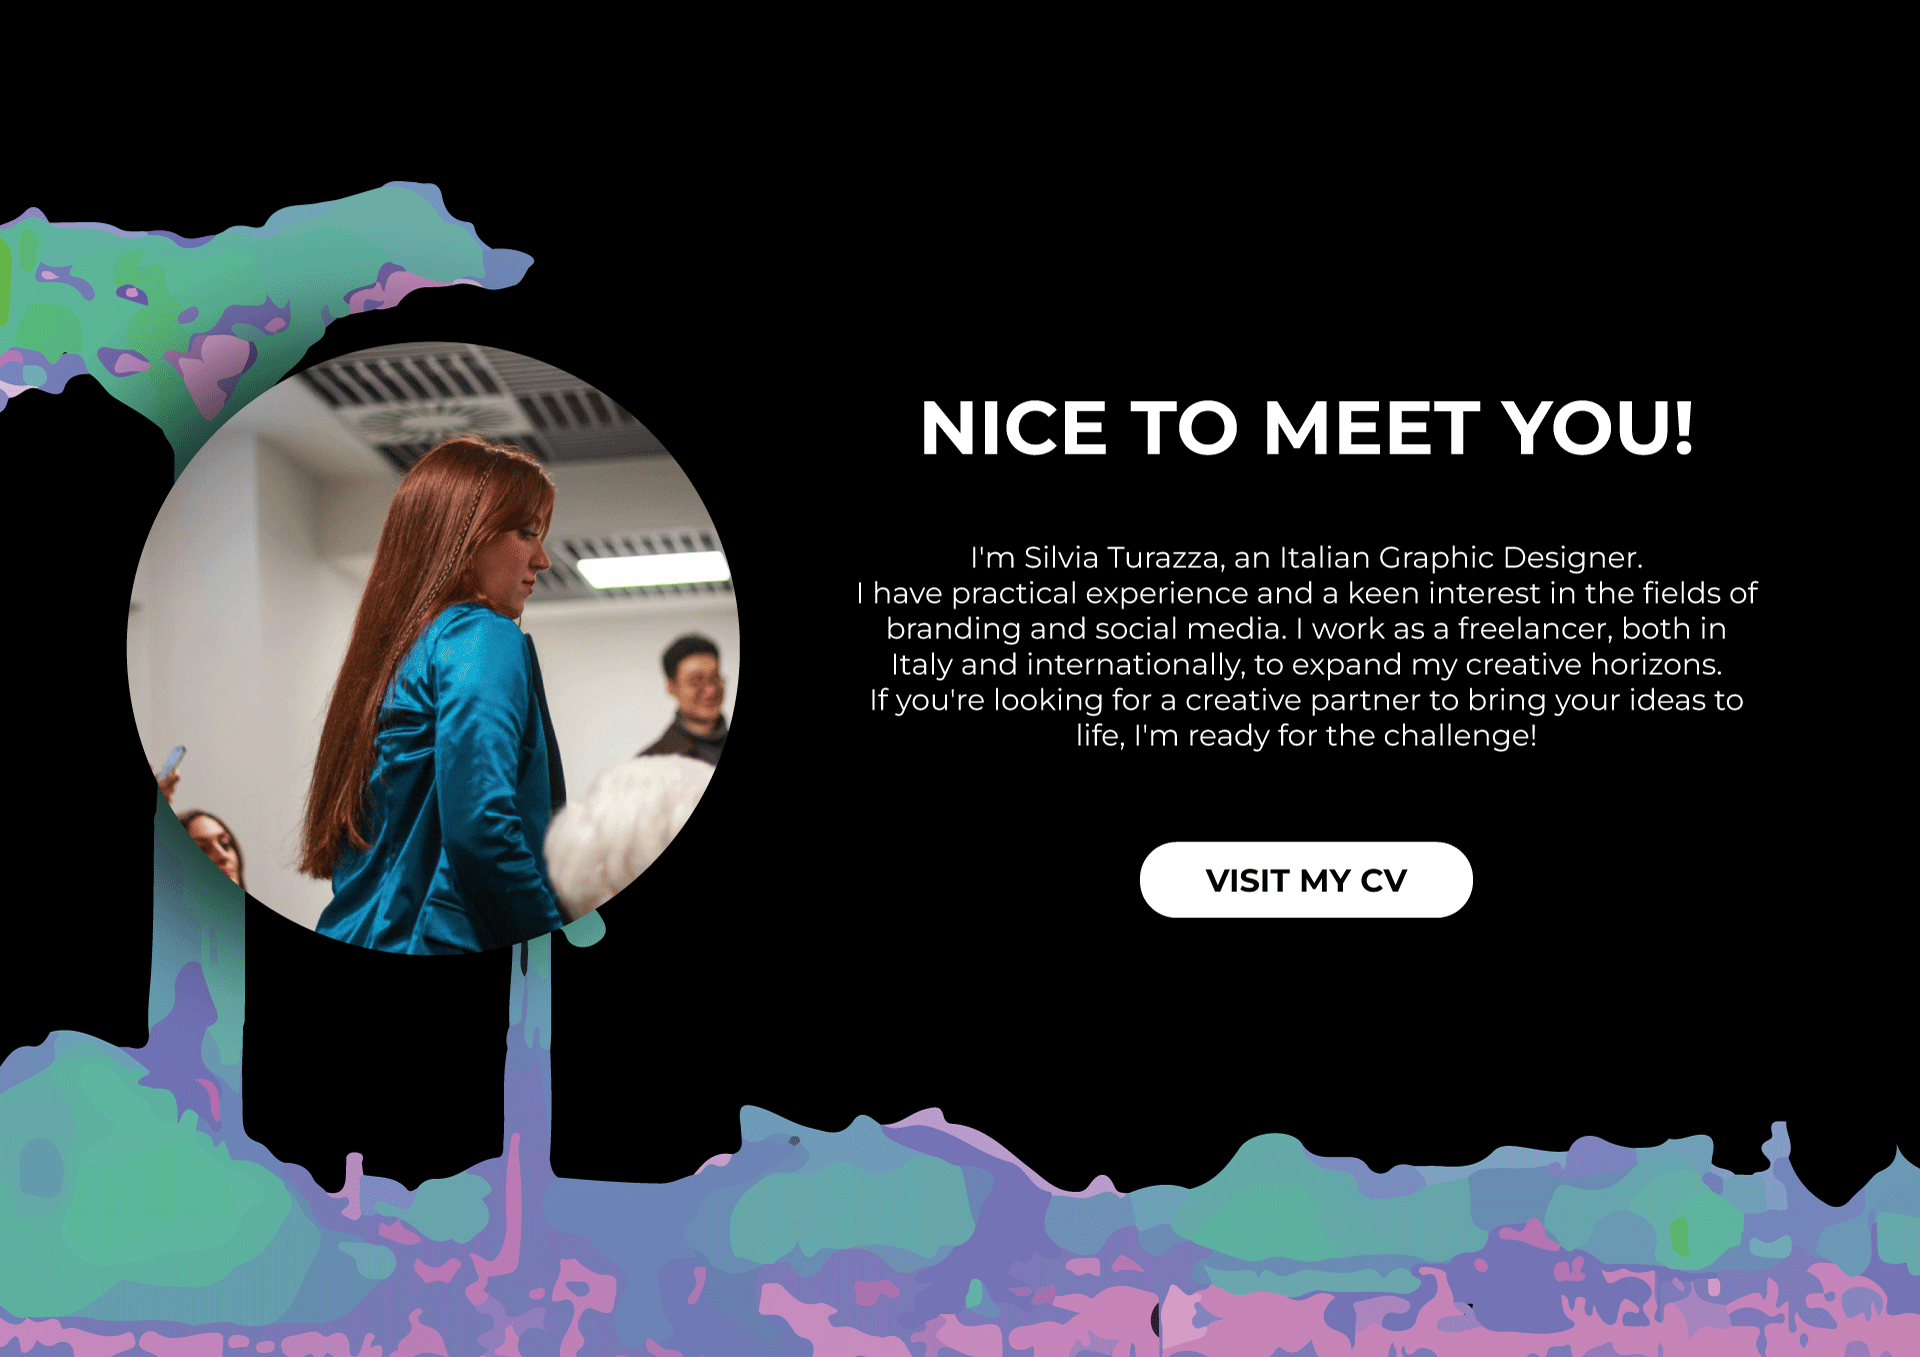 NICE TO MEET YOU!
I'm Silvia Turazza, an Italian Graphic Designer.
I have practical experience and a keen interest in the fields of
branding and social media. I work as a freelancer, both in
Italy and internationally, to expand my creative horizons.
If you're looking for a creative partner to bring your ideas to
life, I'm ready for the challenge!
VISIT MY CV